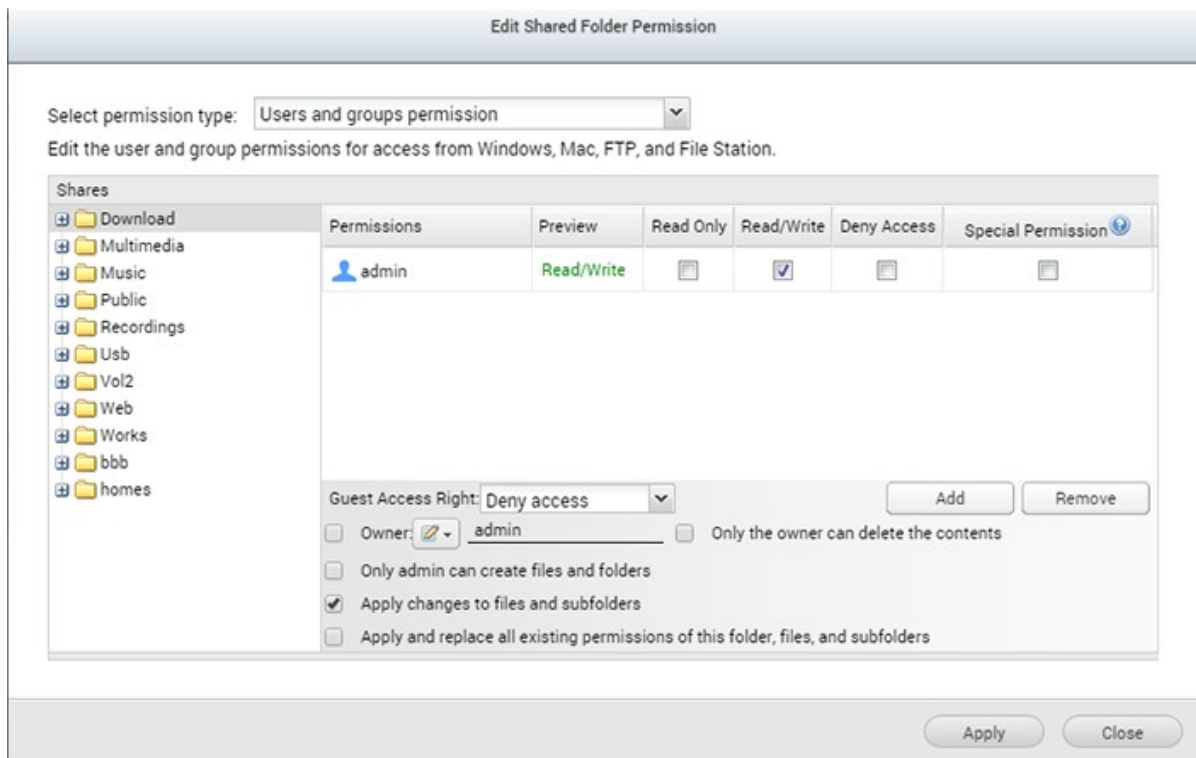 Edit Shared Folder Permission
Select permission type: Users and groups permission
Edit the user and group permissions for access from Windows, Mac, FTP, and File Station.
Shares
Download
Multimedia
Music
Public
Recordings
Usb
Vol2
Web
Works
bbb
homes
Permissions Preview Read Only Read/Write Deny Access Special Permission
admin Read/Write
Guest Access Right: Deny access Add Remove
Owner: admin Only the owner can delete the contents
Only admin can create files and folders
Apply changes to files and subfolders
Apply and replace all existing permissions of this folder, files, and subfolders
Apply Close